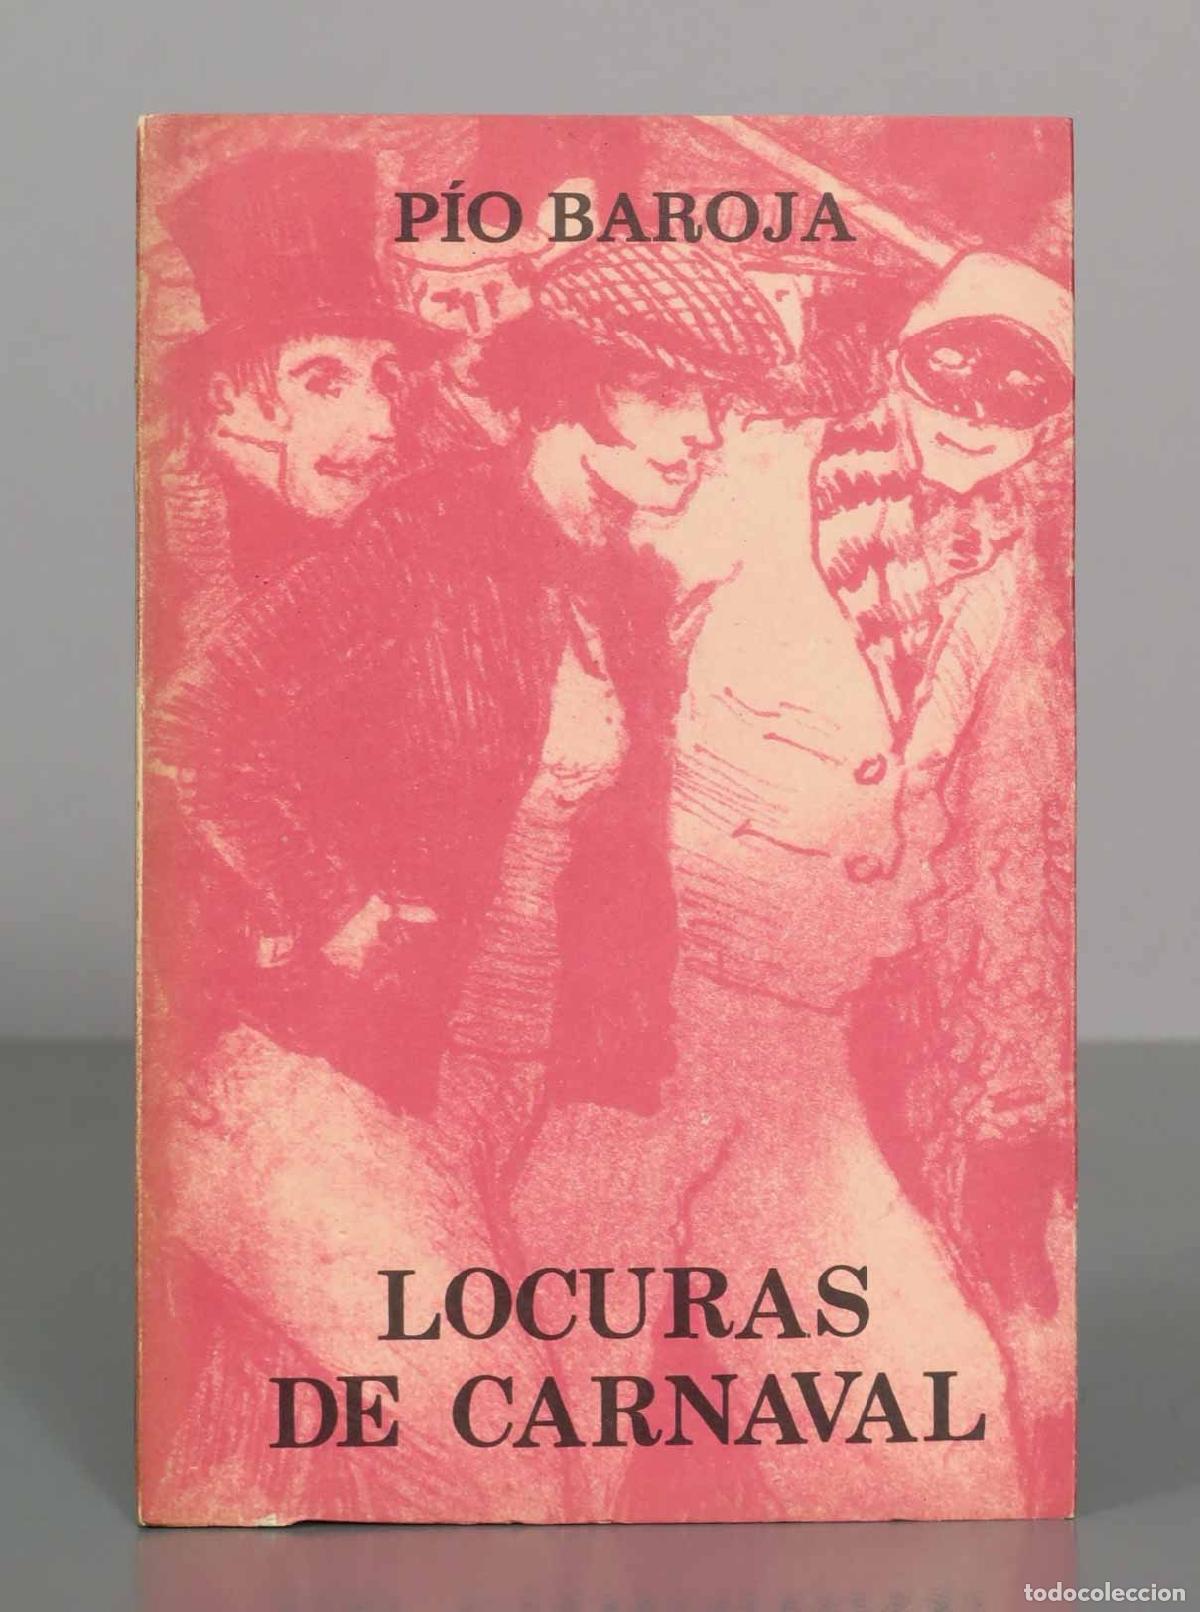 PÍO BAROJA
LOCURAS
DE CARNAVAL
todocoleccion